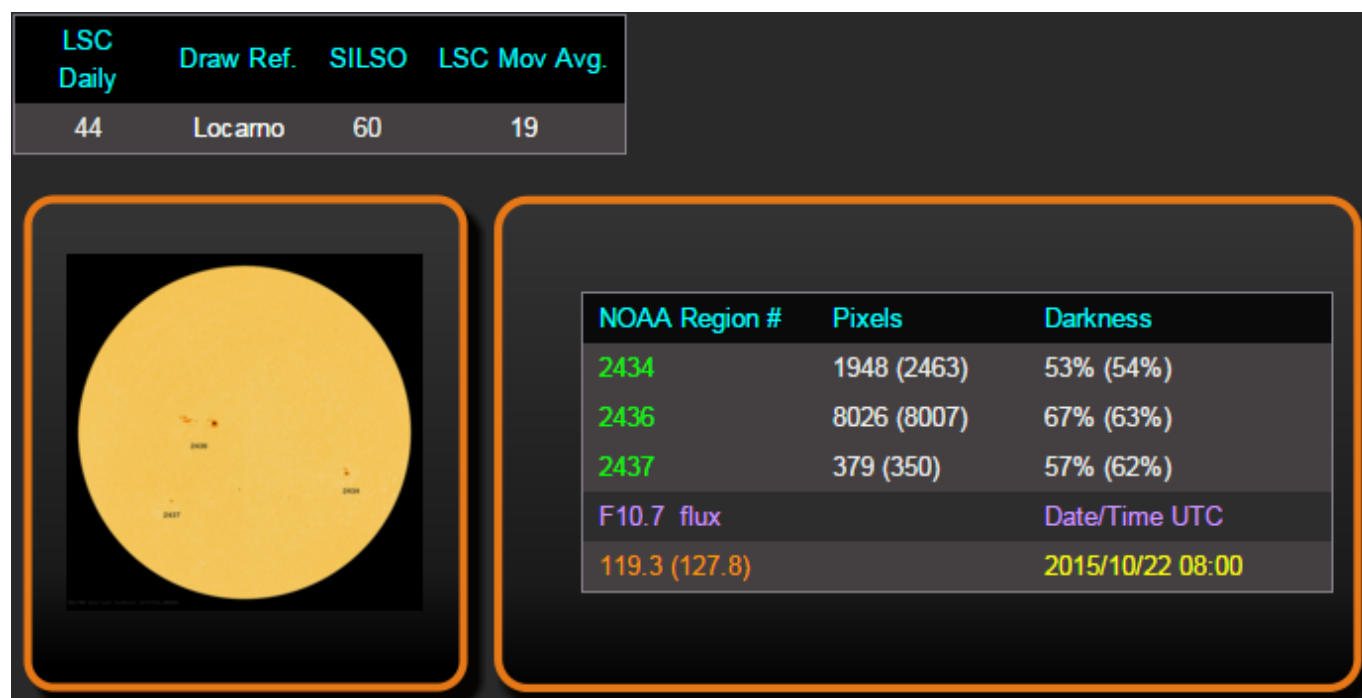 LSC Daily Draw Ref. SILSO LSC Mov Avg.
44 Locarno 60 19
2436
2434
2437
NOAA Region # Pixels Darkness
2434 1948 (2463) 53% (54%)
2436 8026 (8007) 67% (63%)
2437 379 (350) 57% (62%)
F10.7 flux Date/Time UTC
119.3 (127.8) 2015/10/22 08:00